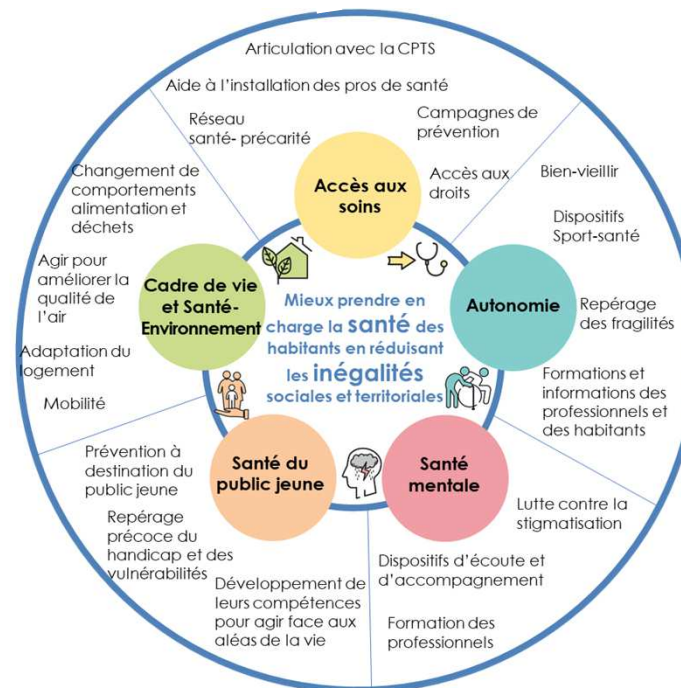 Articulation avec la CPTS
Aide à l'installation des pros de santé
Réseau
santé- précarité
Campagnes de
prévention
Accès aux
droits
Accès aux
soins
Bien-vieillir
Dispositifs
Sport-santé
Repérage
des fragilités
Formations et
informations des
professionnels et
des habitants
Autonomie
Lutte contre la
stigmatisation
Dispositifs d'écoute et
d'accompagnement
Formation des
professionnels
Santé
mentale
Prévention à
destination du
public jeune
Repérage
précoce du
handicap et des
vulnérabilités
Développement de
leurs compétences
pour agir face aux
aléas de la vie
Santé du
public jeune
Changement de
comportements
alimentation et
déchets
Agir pour
améliorer la
qualité de
l'air
Adaptation du
logement
Mobilité
Cadre de vie
et Santé-
Environnement
Mieux prendre en
charge la santé des
habitants en réduisant
les inégalités
sociales et territoriales